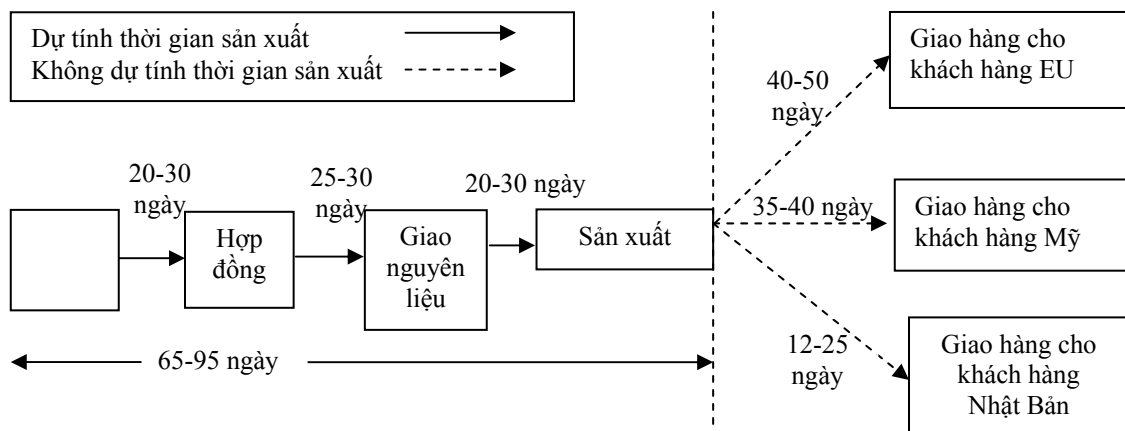 Dự tính thời gian sản xuất
Không dự tính thời gian sản xuất
20-30
ngày
Hợp
đồng
25-30
ngày
Giao
nguyên
liệu
20-30 ngày
Sản xuất
65-95 ngày
40-50
ngày
Giao hàng cho
khách hàng EU
35-40 ngày
Giao hàng cho
khách hàng Mỹ
12-25
ngày
Giao hàng cho
khách hàng
Nhật Bản